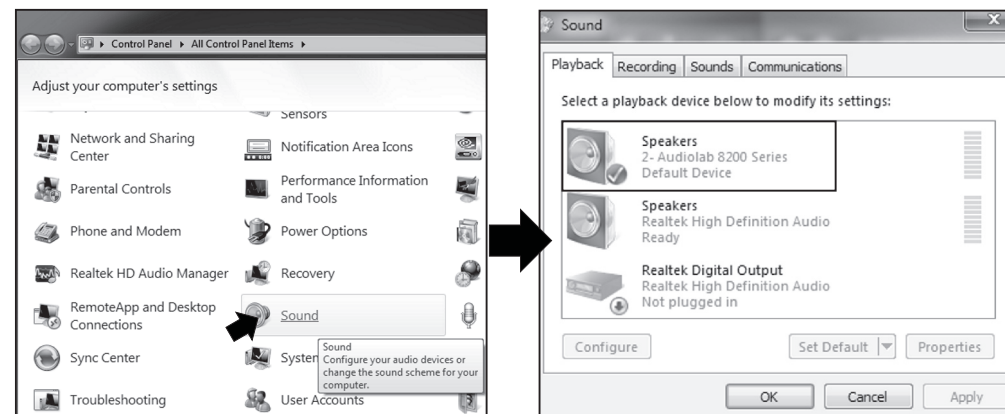 Control Panel ▸ All Control Panel Items ▸
Adjust your computer's settings
Sensors
Network and Sharing
Center
Notification Area Icons
Parental Controls
Performance Information
and Tools
Phone and Modem
Power Options
Realtek HD Audio Manager
Recovery
RemoteApp and Desktop
Connections
Sound
Sync Center
System
Sound
Configure your audio devices or
change the sound scheme for your
computer.
Troubleshooting
User Accounts
Sound
Playback Recording Sounds Communications
Select a playback device below to modify its settings:
Speakers
2- Audiolab 8200 Series
Default Device
Speakers
Realtek High Definition Audio
Ready
Realtek Digital Output
Realtek High Definition Audio
Not plugged in
Configure Set Default Properties
OK Cancel Apply